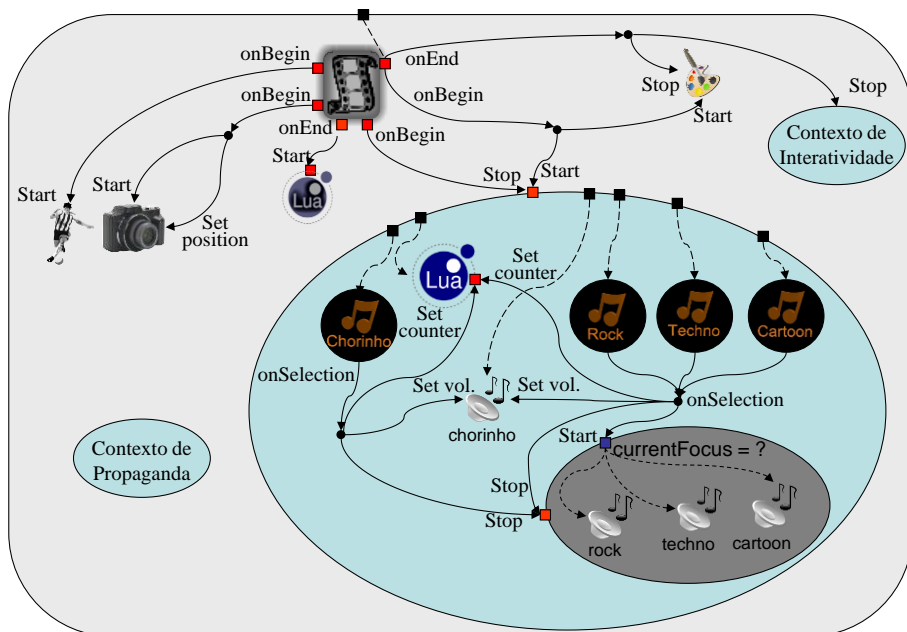 onBegin
onEnd
onBegin
Stop
Stop
onBegin
onEnd
onBegin
Start
Contexto de
Interatividade
Start
Lua
Stop
Start
Start
Start
Set
position
Set
counter
Lua
Set
counter
Chorinho
Rock
Techno
Cartoon
onSelection
Set vol.
Set vol.
onSelection
chorinho
Start
currentFocus = ?
Contexto de
Propaganda
Stop
Stop
rock
techno
cartoon